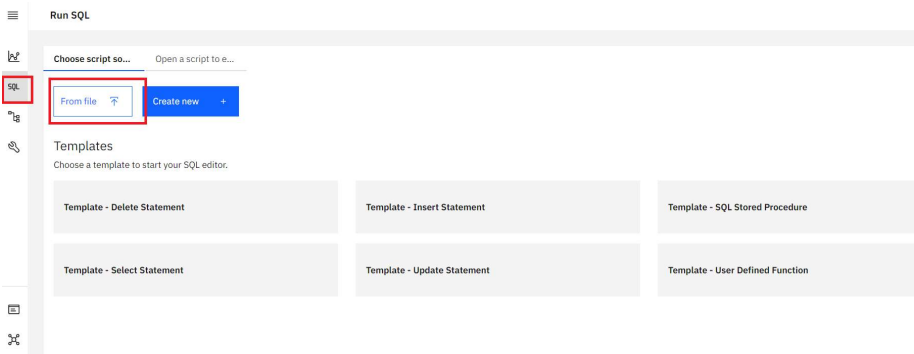 Run SQL
Choose script so...
Open a script to e...
SQL
From file
Create new +
Templates
Choose a template to start your SQL editor.
Template - Delete Statement
Template - Insert Statement
Template - SQL Stored Procedure
Template - Select Statement
Template - Update Statement
Template - User Defined Function